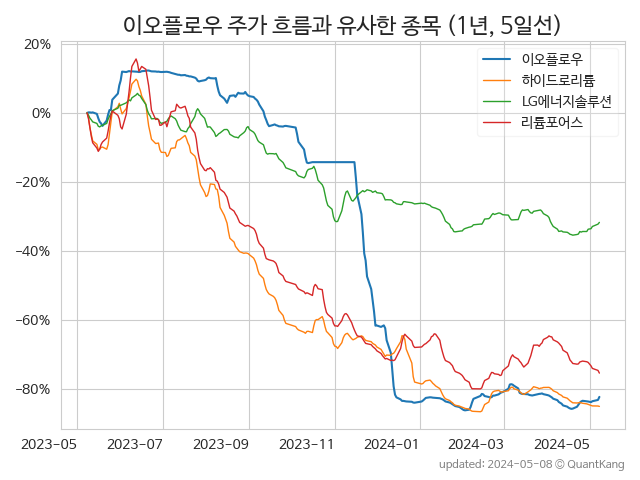 이오플로우 주가 흐름과 유사한 종목 (1년, 5일선)
20%
0%
−20%
−40%
−60%
−80%
이오플로우
하이드로리튬
LG에너지솔루션
리튬포어스
2023−05
2023−07
2023−09
2023−11
2024−01
2024−03
2024−05
updated: 2024-05-08 © QuantKang